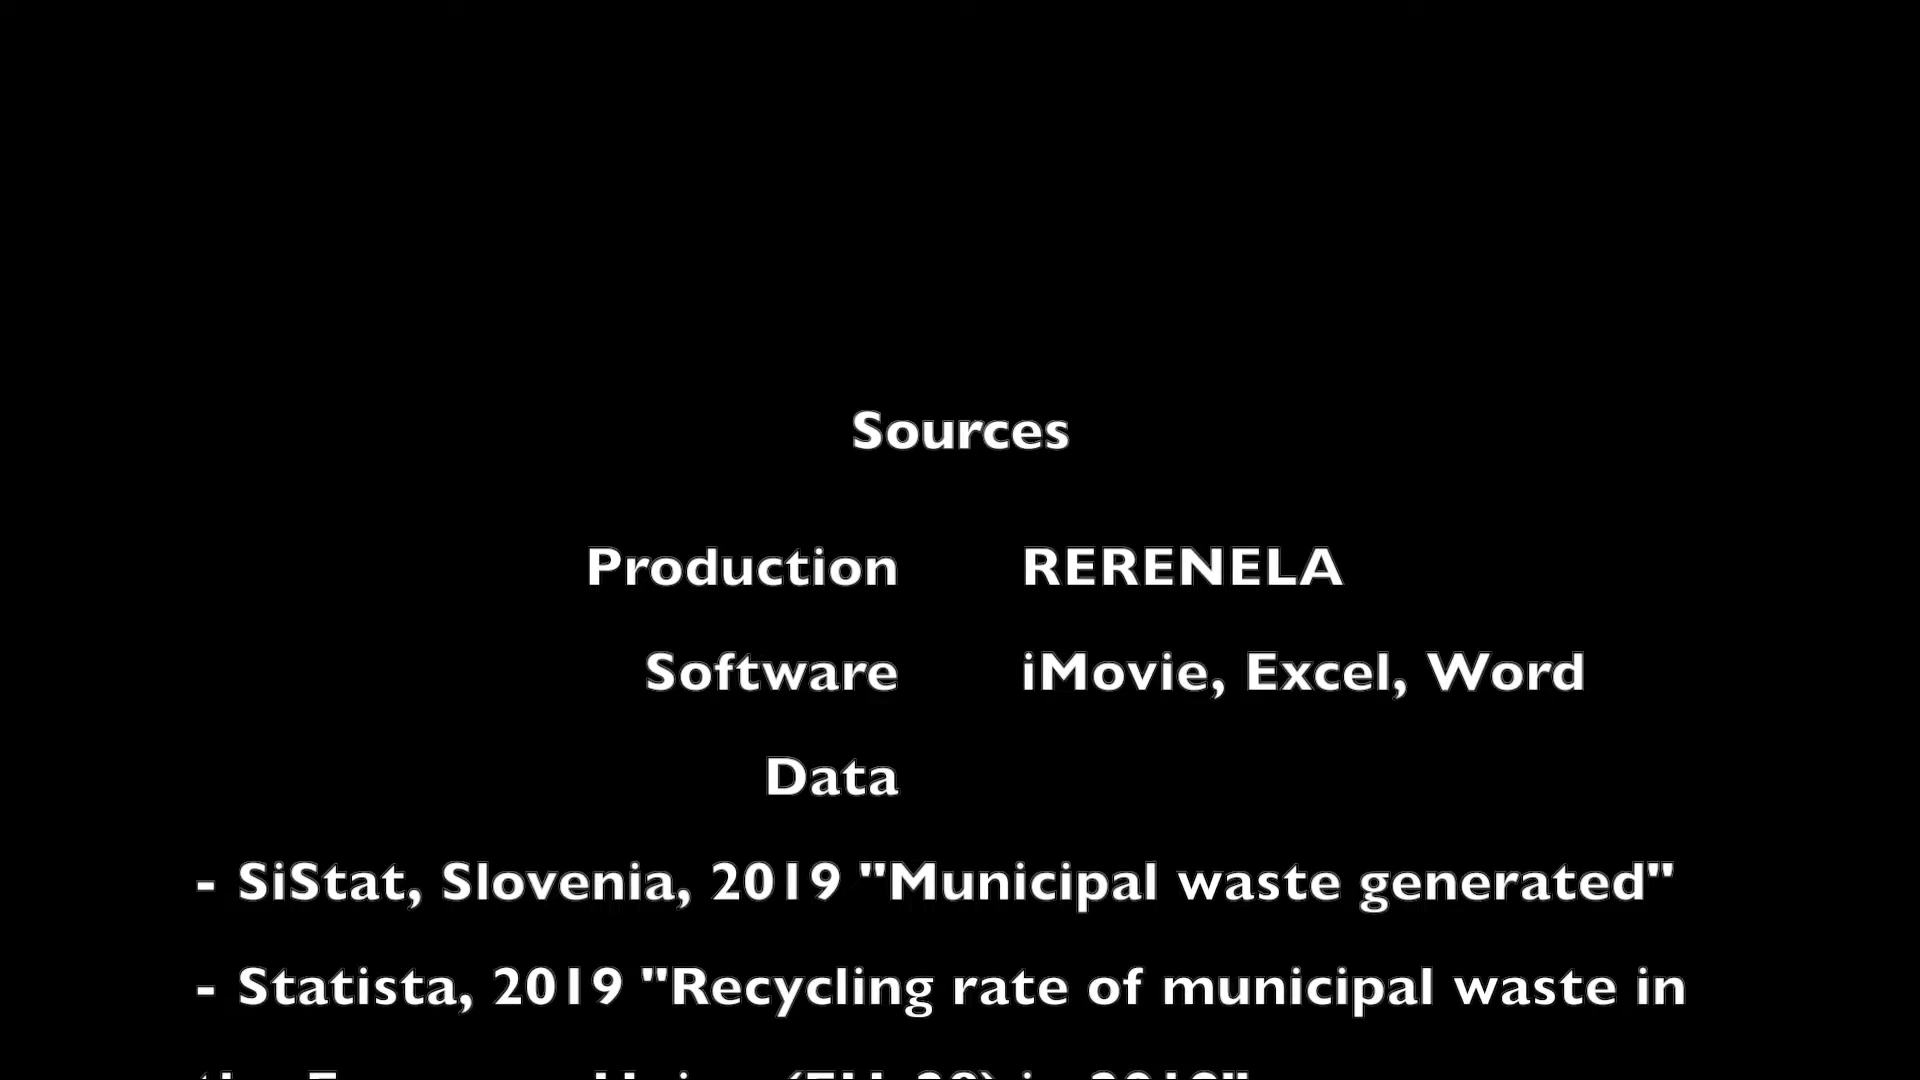 Sources
Production RERENELA
Software iMovie, Excel, Word
Data
- SiStat, Slovenia, 2019 "Municipal waste generated"
- Statista, 2019 "Recycling rate of municipal waste in